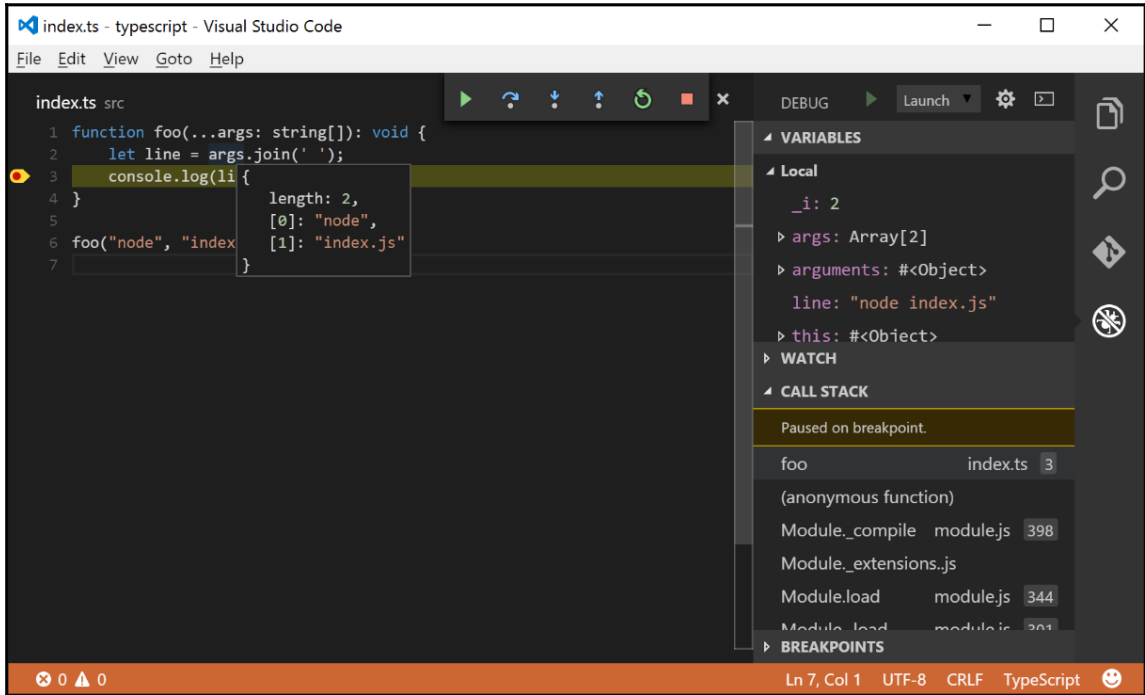 index.ts - typescript - Visual Studio Code
File Edit View Goto Help
index.ts src
1 function foo(...args: string[]): void {
2 let line = args.join(' ');
3 console.log(li
4 }
5
6 foo("node", "index
7
{
length: 2,
[0]: "node",
[1]: "index.js"
}
DEBUG Launch
VARIABLES
Local
_i: 2
args: Array[2]
arguments: #<Object>
line: "node index.js"
this: #<Object>
WATCH
CALL STACK
Paused on breakpoint.
foo index.ts 3
(anonymous function)
Module._compile module.js 398
Module._extensions..js
Module.load module.js 344
Module._load module.js 301
BREAKPOINTS
0 0 Ln 7, Col 1 UTF-8 CRLF TypeScript